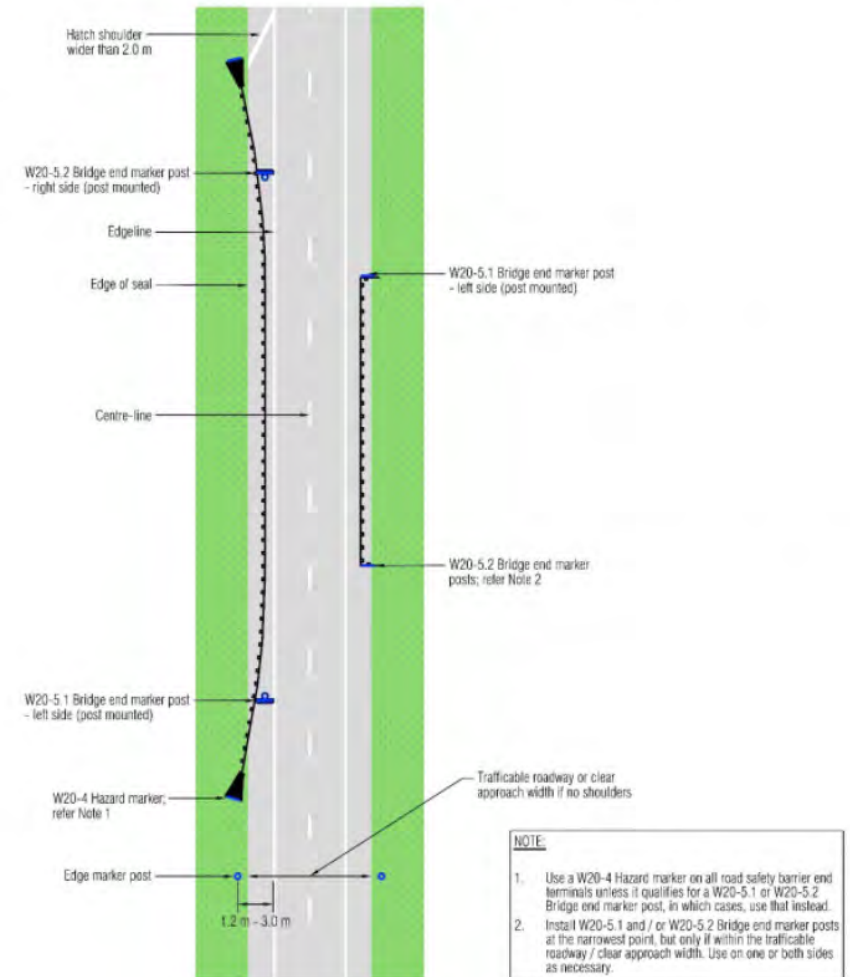 Hatch shoulder
wider than 2.0 m
W20-5.2 Bridge end marker post
- right side (post mounted)
Edgeline
Edge of seal
W20-5.1 Bridge end marker post
- left side (post mounted)
Centre-line
W20-5.2 Bridge end marker
posts; refer Note 2
W20-5.1 Bridge end marker post
- left side (post mounted)
W20-4 Hazard marker;
refer Note 1
Trafficable roadway or clear
approach width if no shoulders
Edge marker post
1.2 m - 3.0 m
NOTE:
1. Use a W20-4 Hazard marker on all road safety barrier end
terminals unless it qualifies for a W20-5.1 or W20-5.2
Bridge end marker post, in which cases, use that instead.
2. Install W20-5.1 and / or W20-5.2 Bridge end marker posts
at the narrowest point, but only if within the trafficable
roadway / clear approach width. Use on one or both sides
as necessary.